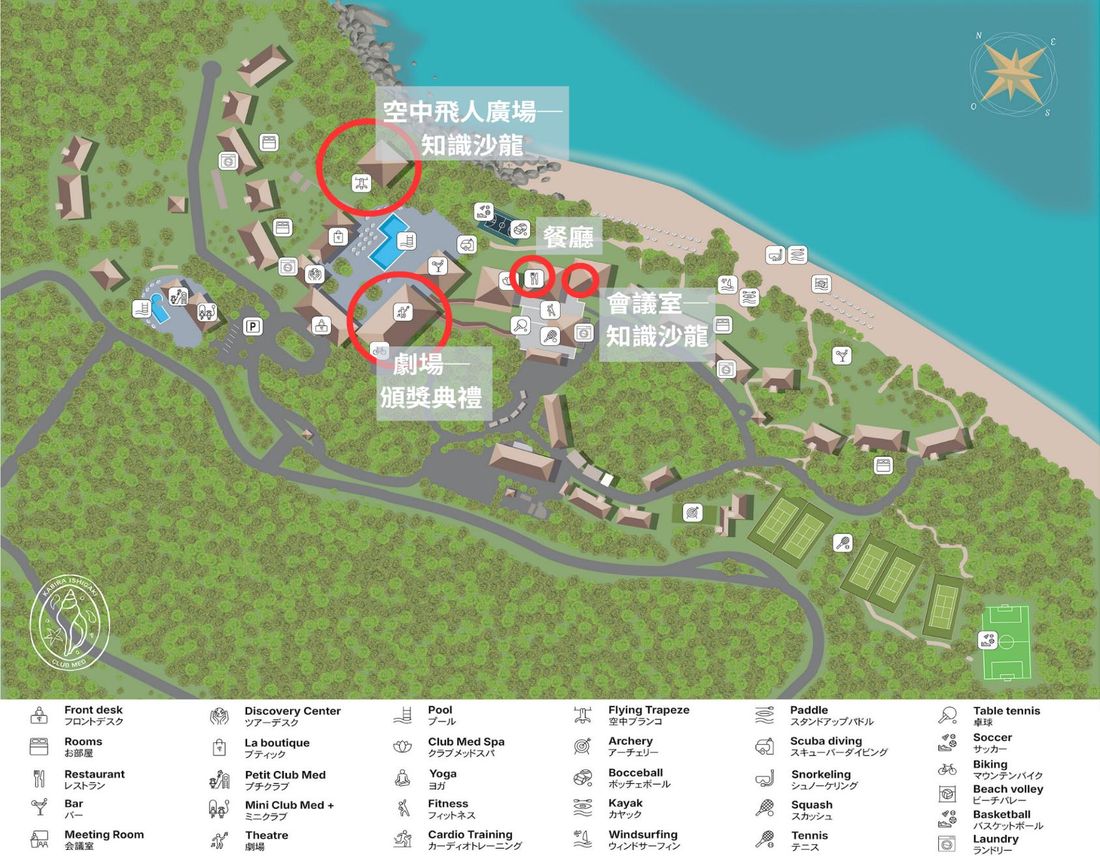 N
E
O
S
空中飛人廣場—
知識沙龍
餐廳
會議室—
知識沙龍
P
劇場—
頒獎典禮
KABIRA ISHIGAKI
CLUB MED
Front desk
フロントデスク
Rooms
お部屋
Restaurant
レストラン
Bar
バー
Meeting Room
会議室
Discovery Center
ツアーデスク
La boutique
ブティック
Petit Club Med
プチクラブ
Mini Club Med +
ミニクラブ
Theatre
劇場
Pool
プール
Club Med Spa
クラブメッドスパ
Yoga
ヨガ
Fitness
フィットネス
Cardio Training
カーディオトレーニング
Flying Trapeze
空中ブランコ
Archery
アーチェリー
Bocceball
ボッチェボール
Kayak
カヤック
Windsurfing
ウィンドサーフィン
Paddle
スタンドアップパドル
Scuba diving
スキューバーダイビング
Snorkeling
シュノーケリング
Squash
スカッシュ
Tennis
テニス
Table tennis
卓球
Soccer
サッカー
Biking
マウンテンバイク
Beach volley
ビーチバレー
Basketball
バスケットボール
Laundry
ランドリー